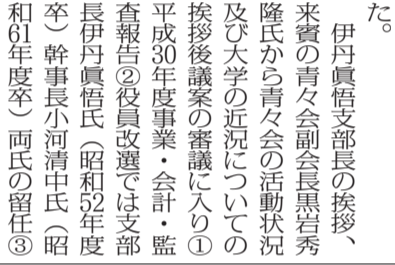 た。
　伊丹眞悟支部長の挨拶、
来賓の青々会副会長黒岩秀
隆氏から青々会の活動状況
及び大学の近況についての
挨拶後議案の審議に入り①
平成30年度事業・会計・監
査報告②役員改選では支部
長伊丹眞悟氏（昭和52年度
卒）幹事長小河清中氏（昭
和61年度卒）両氏の留任③